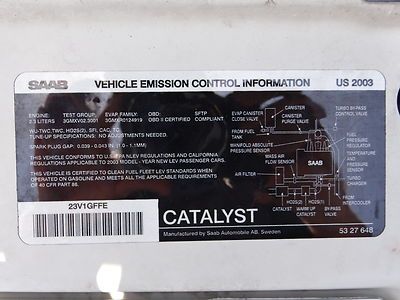 SAAB VEHICLE EMISSION CONTROL INFORMATION US 2003
ENGINE: TEST GROUP: EVAP FAMILY: OBD: SFTP
2.3 LITERS 3GMXV02.3001 3GMXR0124919 OBD II CERTIFIED COMPLIANT
WU-TWC, TWC, HO2S(2), SFI, CAC, TC
TUNE-UP SPECIFICATIONS: NO ADJUSTMENTS NEEDED.
SPARK PLUG GAP: 0.039 - 0.043 IN. (1.0 - 1.1MM)
THIS VEHICLE CONFORMS TO US EPA NLEV REGULATIONS AND CALIFORNIA
REGULATIONS APPLICABLE TO 2003 MODEL - YEAR NEW LEV PASSENGER CARS.
THIS VEHICLE IS CERTIFIED TO CLEAN FUEL FLEET LEV STANDARDS WHEN
OPERATED ON GASOLINE AND MEETS ALL THE OTHER REQUIREMENTS OF
40 CFR PART 88.
EVAP CANISTER
CLOSE VALVE
CANISTER
CANISTER
PURGE VALVE
TURBO BY-PASS
CONTROL VALVE
FROM FUEL
TANK
MANIFOLD ABSOLUTE
PRESSURE SENSOR
FUEL PRESSURE
REGULATOR
MASS AIR
FLOW SENSOR
SAAB
TEMPERATURE
AND PRESSURE
SENSOR
AIR FILTER
TURBO
CHARGER
FROM
INTERCOOLER
CATALYST
HO2S(2)
WARM UP
CATALYST
HO2S(1)
BY-PASS
VALVE
23V1GFFE
CATALYST
Manufactured by Saab Automobile AB, Sweden 53 27 648